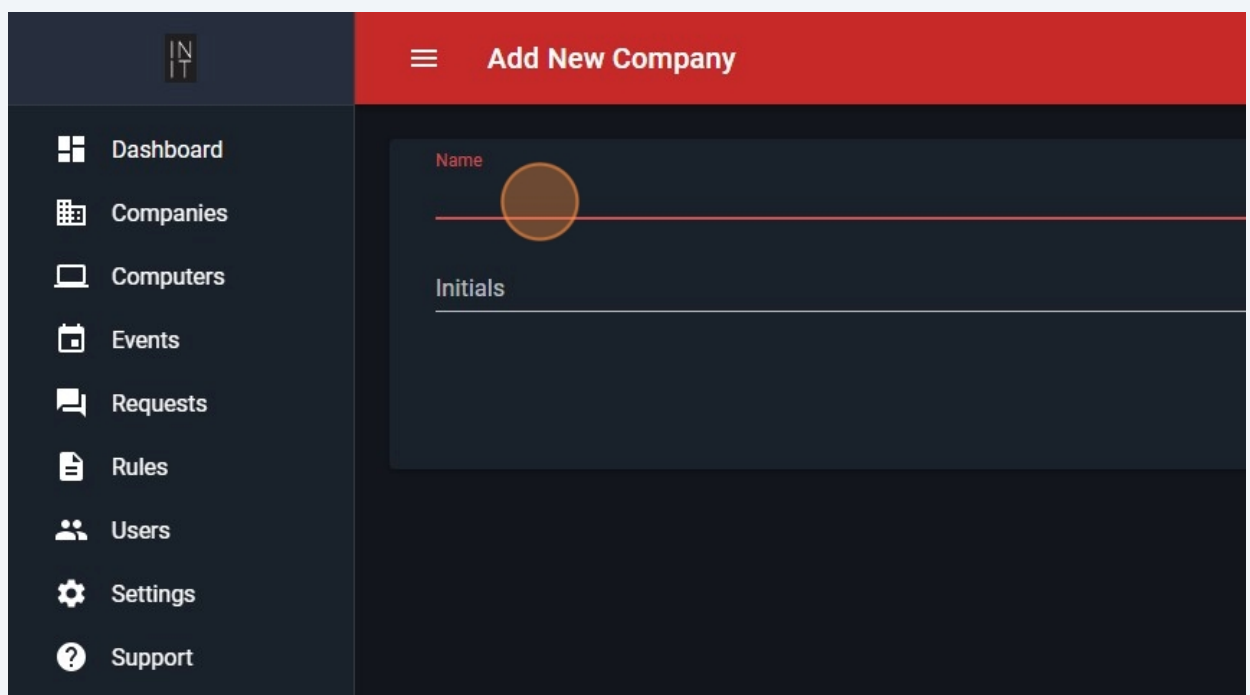 IN
IT
Add New Company
Dashboard
Companies
Computers
Events
Requests
Rules
Users
Settings
Support
Name
Initials